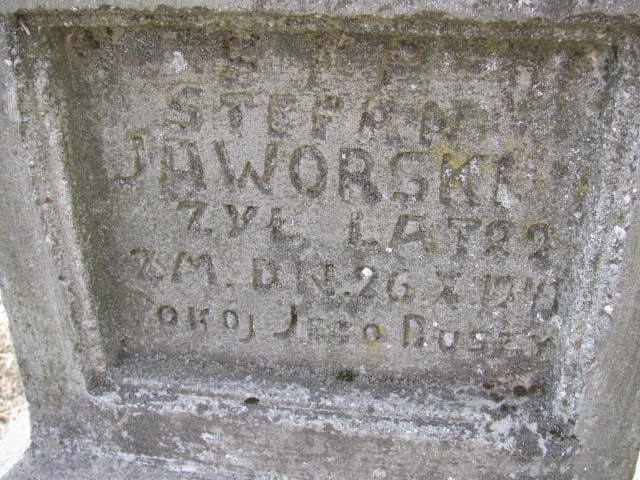 Ś P
STEFAN
JAWORSKI
ŻYŁ LAT 22
ZM. DN. 26 X
POKÓJ JEGO DUSZY